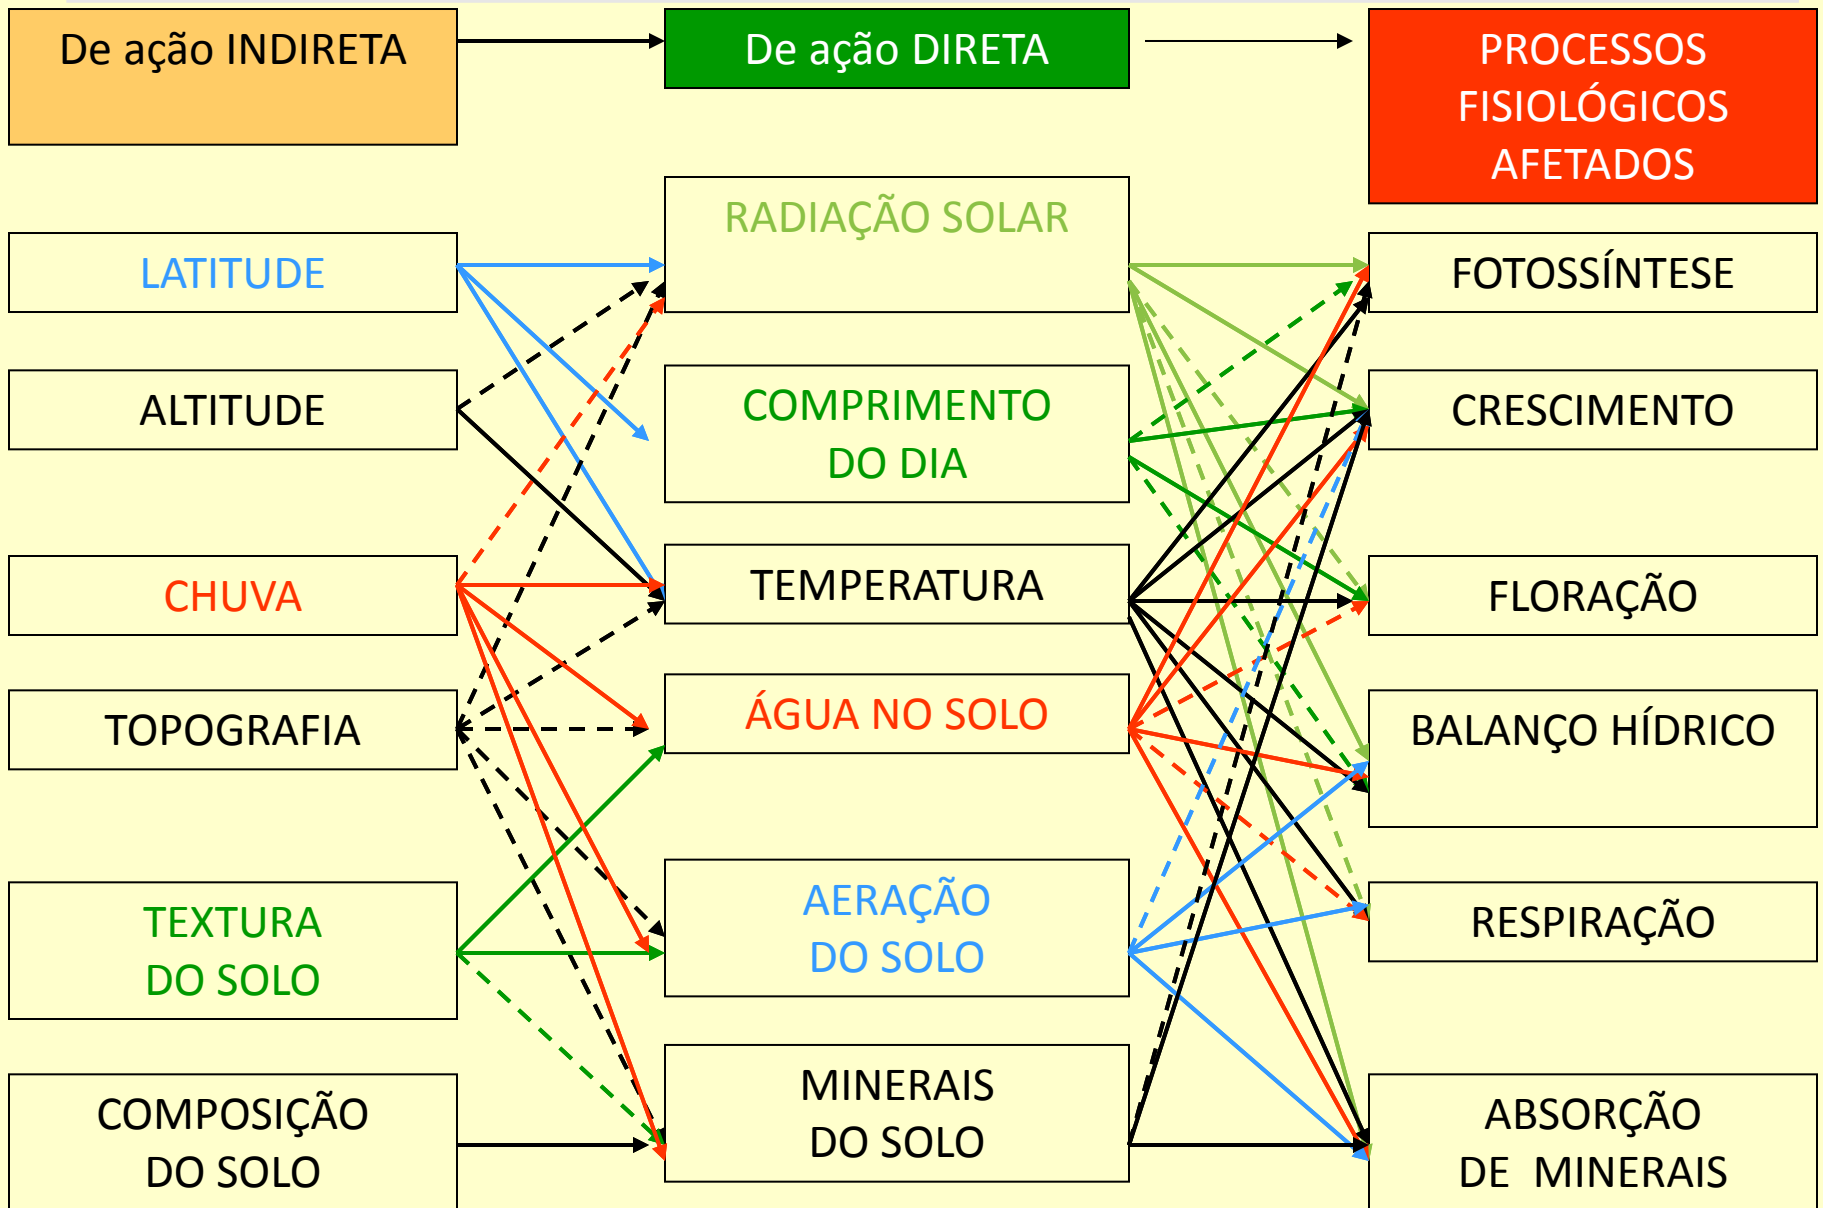 De ação INDIRETA
De ação DIRETA
PROCESSOS
FISIOLÓGICOS
AFETADOS
LATITUDE
ALTITUDE
CHUVA
TOPOGRAFIA
TEXTURA
DO SOLO
COMPOSIÇÃO
DO SOLO
RADIAÇÃO SOLAR
COMPRIMENTO
DO DIA
TEMPERATURA
ÁGUA NO SOLO
AERAÇÃO
DO SOLO
MINERAIS
DO SOLO
FOTOSSÍNTESE
CRESCIMENTO
FLORAÇÃO
BALANÇO HÍDRICO
RESPIRAÇÃO
ABSORÇÃO
DE MINERAIS